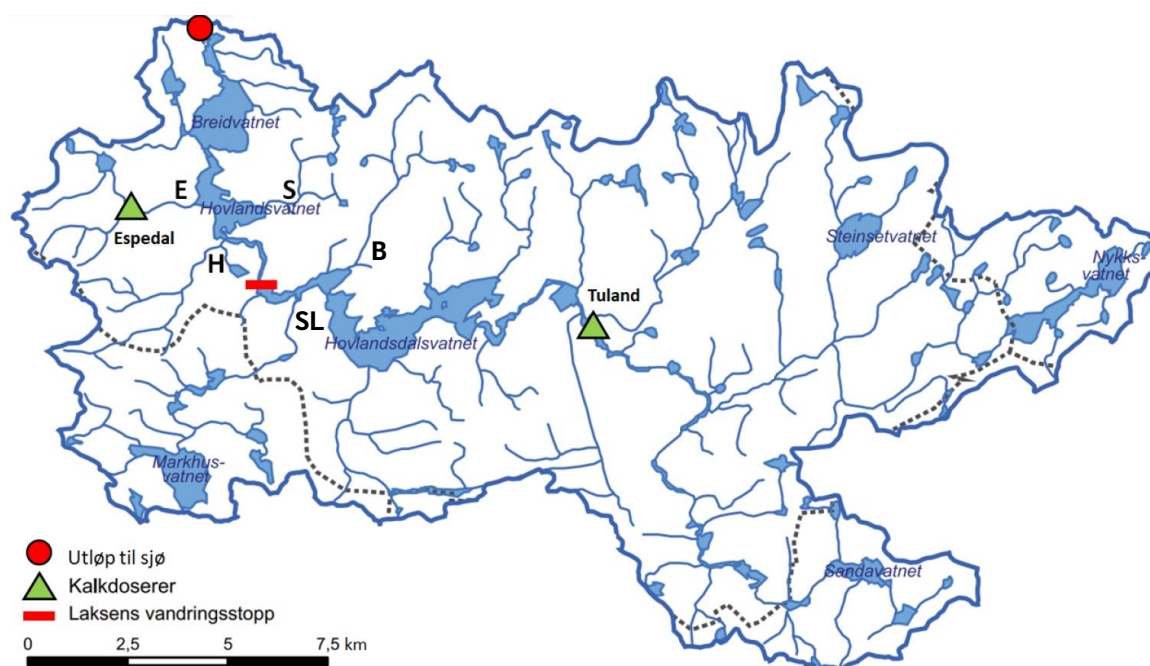 Breidvatnet
E
S
Hovlandsvatnet
Espedal
Steinsetvatnet
Nykks-
vatnet
H
B
Tuland
SL
Hovlandsdalsvatnet
Markhus-
vatnet
Sandavatnet
Utløp til sjø
Kalkdoserer
Laksens vandringsstopp
0 2,5 5 7,5 km